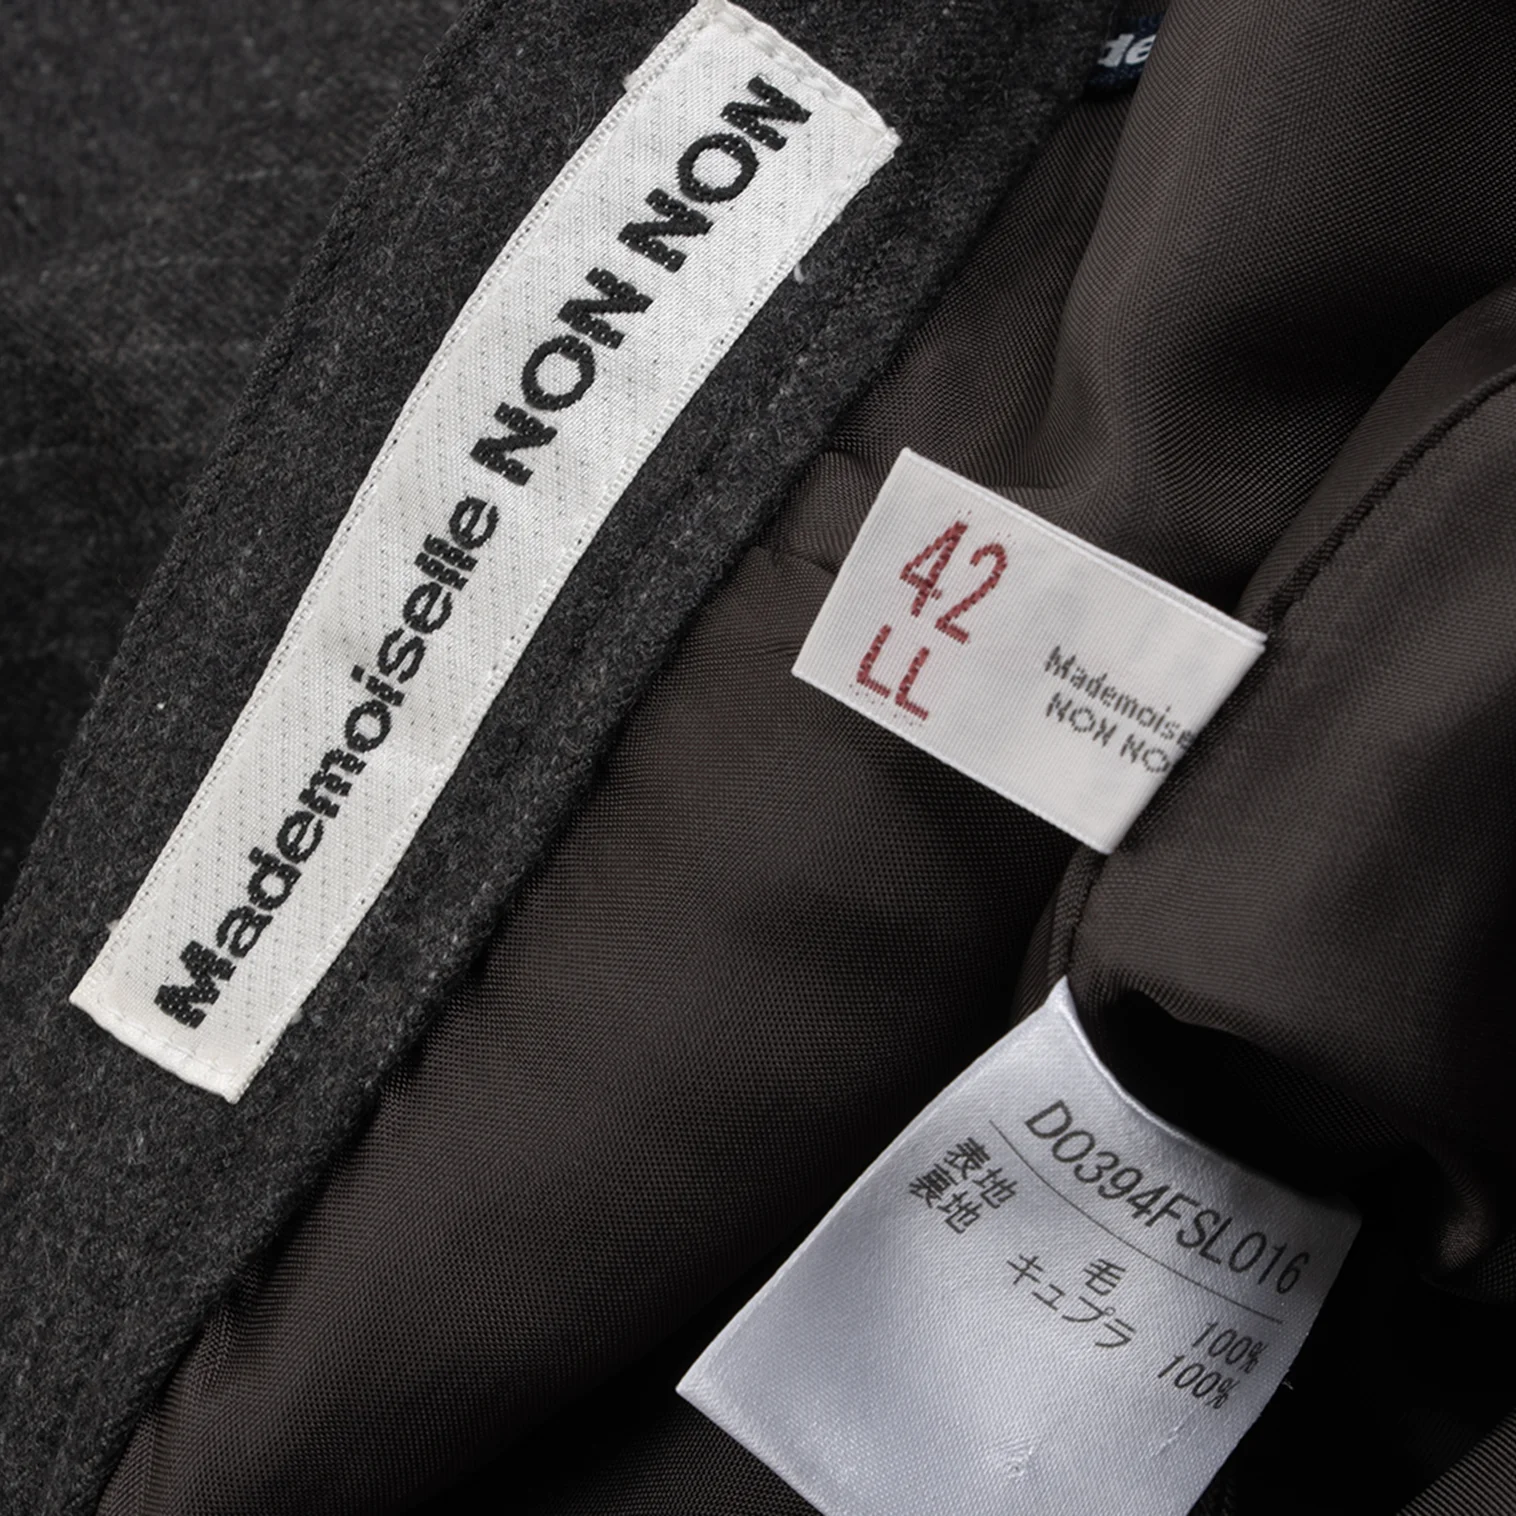 Mademoiselle NON NON
de
42
LL
Mademoise
NON NO
D0394FSL016
表地 毛 100%
裏地 キュプラ 100%